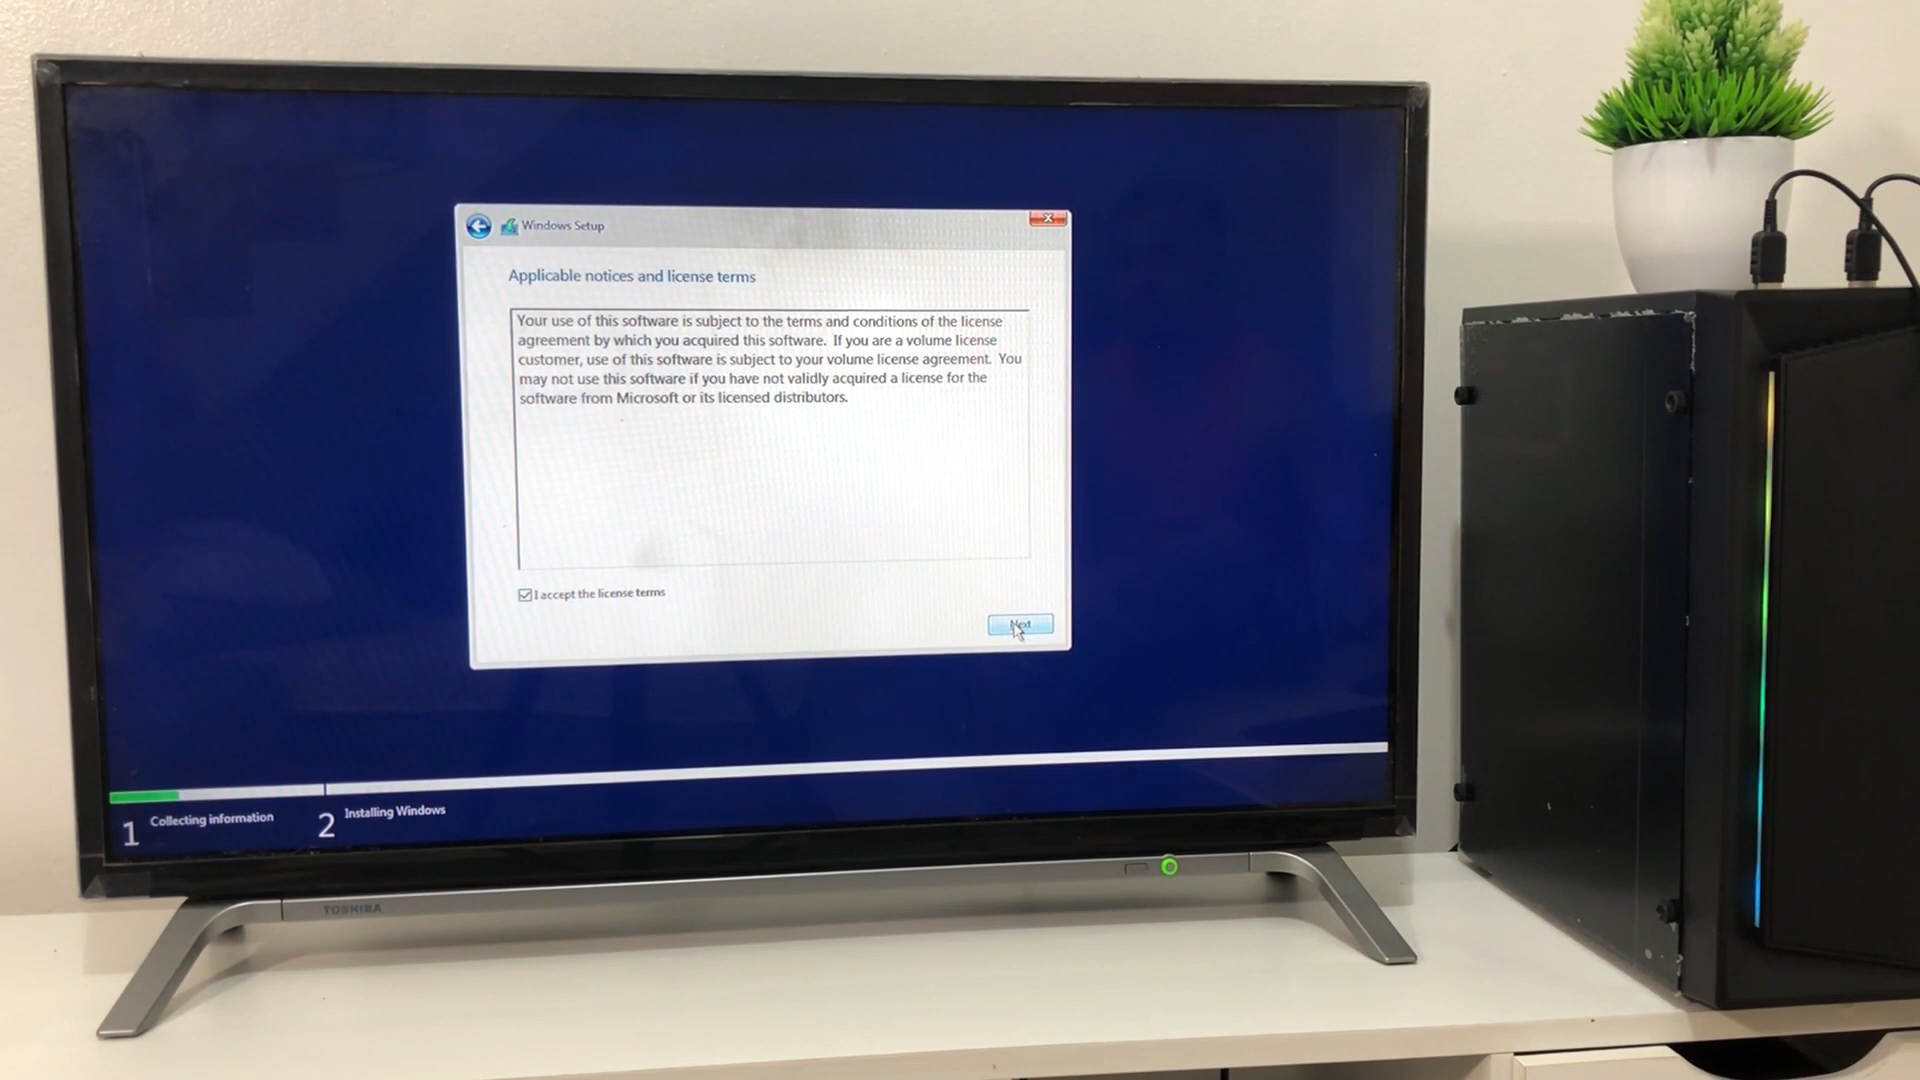 Windows Setup
Applicable notices and license terms
Your use of this software is subject to the terms and conditions of the license
agreement by which you acquired this software. If you are a volume license
customer, use of this software is subject to your volume license agreement. You
may not use this software if you have not validly acquired a license for the
software from Microsoft or its licensed distributors.
I accept the license terms
Next
1 Collecting information
2 Installing Windows
TOSHIBA